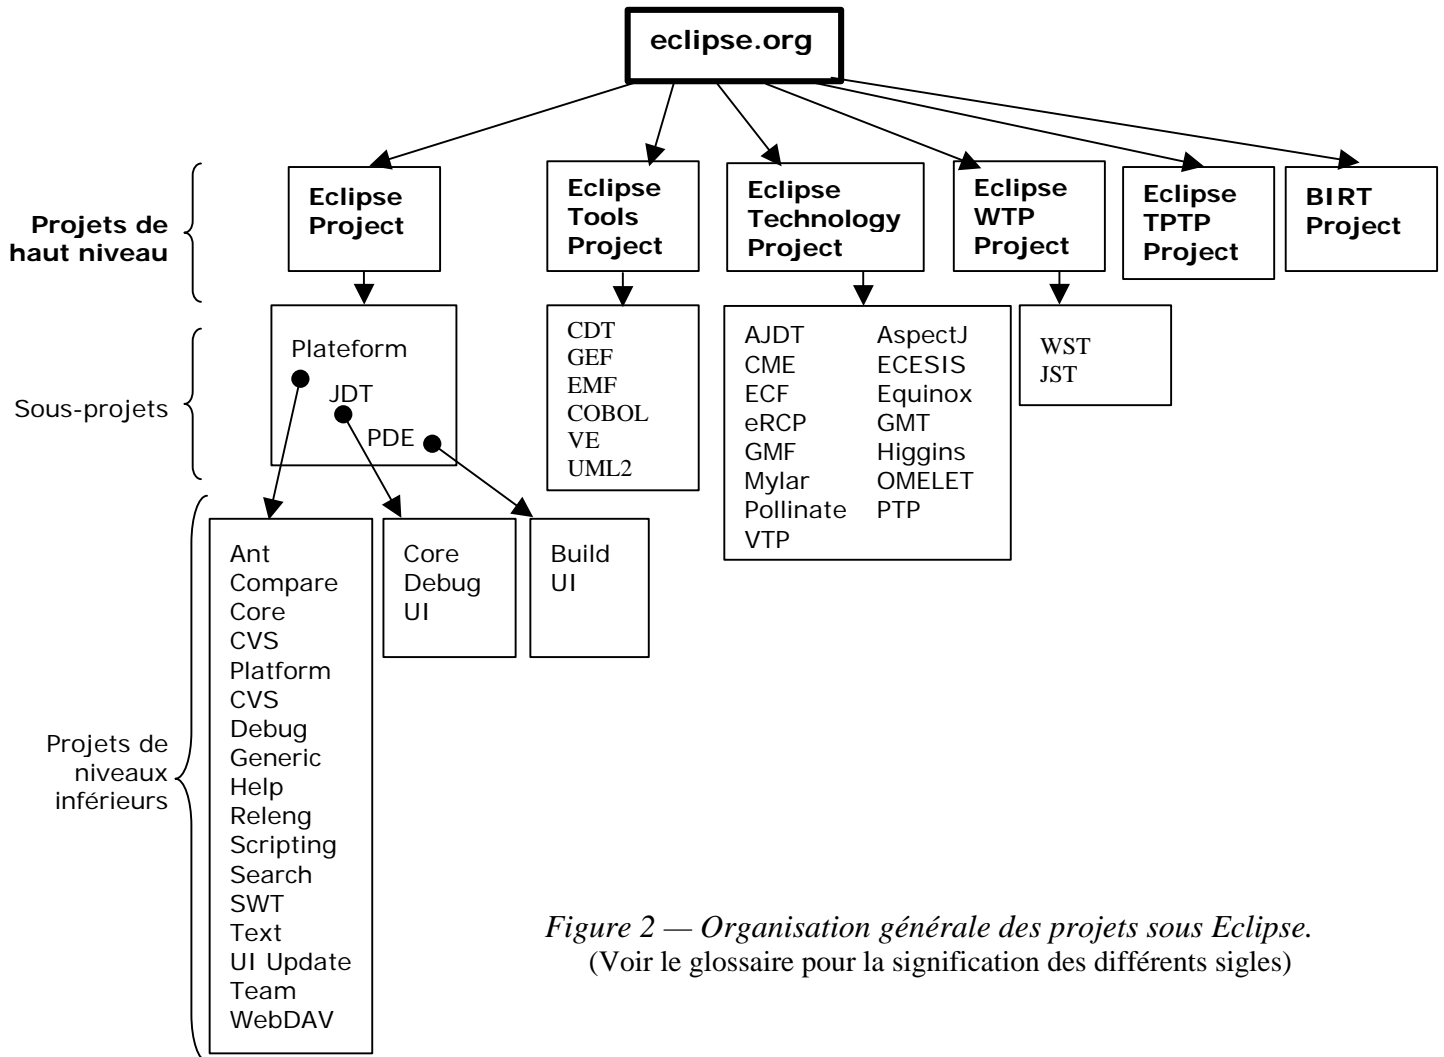 eclipse.org
Projets de
haut niveau
Eclipse
Project
Eclipse
Tools
Project
Eclipse
Technology
Project
Eclipse
WTP
Project
Eclipse
TPTP
Project
BIRT
Project
Sous-projets
Plateform
JDT
PDE
CDT
GEF
EMF
COBOL
VE
UML2
AJDT AspectJ
CME ECESIS
ECF Equinox
eRCP GMT
GMF Higgins
Mylar OMELET
Pollinate PTP
VTP
WST
JST
Projets de
niveaux
inférieurs
Ant
Compare
Core
CVS
Platform
CVS
Debug
Generic
Help
Releng
Scripting
Search
SWT
Text
UI Update
Team
WebDAV
Core
Debug
UI
Build
UI
Figure 2 — Organisation générale des projets sous Eclipse.
(Voir le glossaire pour la signification des différents sigles)